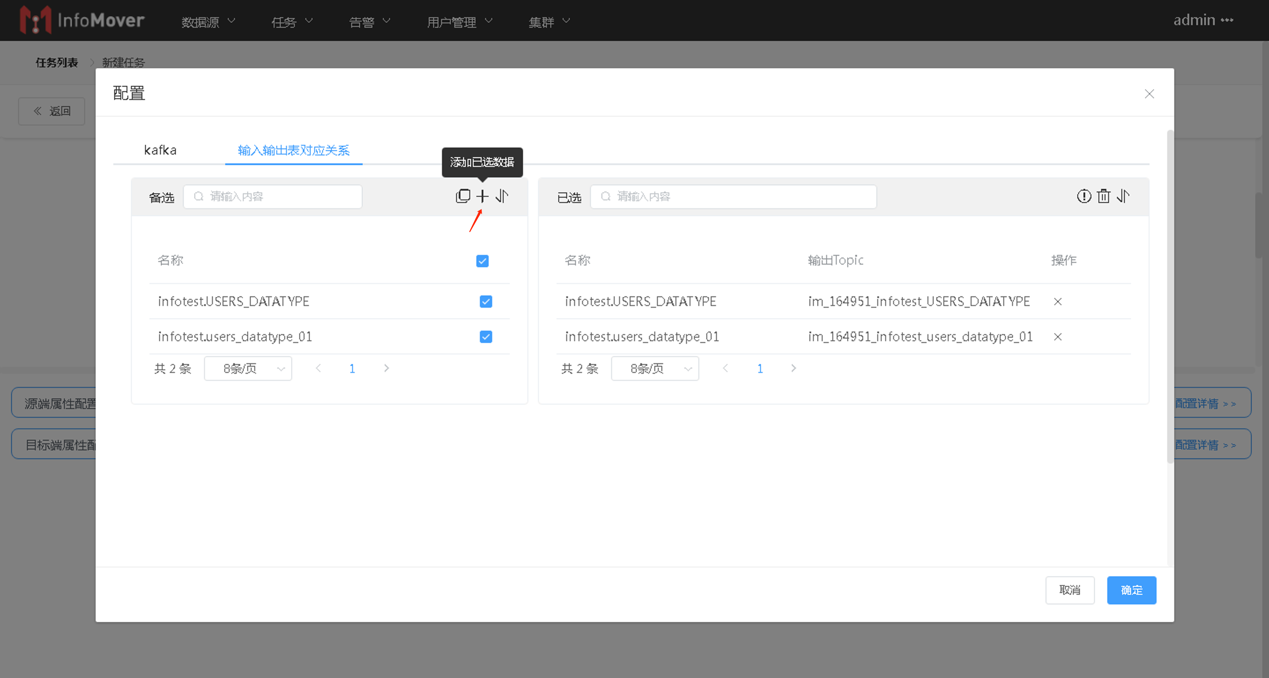 InfoMover 数据源 任务 告警 用户管理 集群 admin ···
任务列表 > 新建任务
配置
返回
kafka 输入输出表对应关系
添加已选数据
备选 请输入内容 已选 请输入内容
名称 名称 输出Topic 操作
infotest.USERS_DATATYPE infotest.USERS_DATATYPE im_164951_infotest_USERS_DATATYPE ×
infotest.users_datatype_01 infotest.users_datatype_01 im_164951_infotest_users_datatype_01 ×
共 2 条 8条/页 < 1 > 共 2 条 8条/页 < 1 >
源端属性配置 配置详情 >>
目标端属性配 配置详情 >>
取消 确定